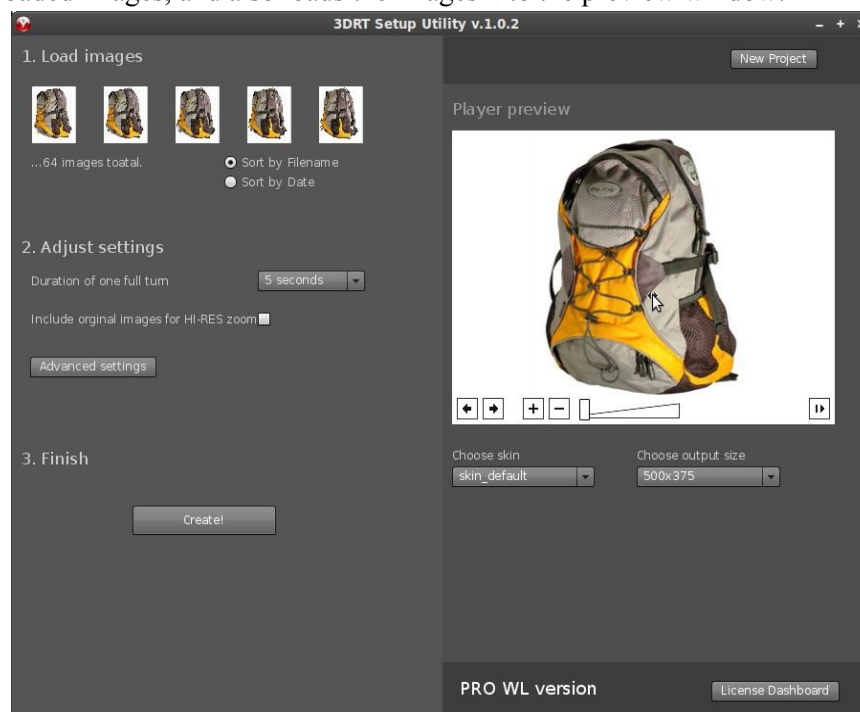 3DRT Setup Utility v.1.0.2
1. Load images
...64 images toatal.
Sort by Filename
Sort by Date
2. Adjust settings
Duration of one full turn
5 seconds
Include orginal images for HI-RES zoom
Advanced settings
3. Finish
Create!
New Project
Player preview
Choose skin
skin_default
Choose output size
500x375
PRO WL version
License Dashboard